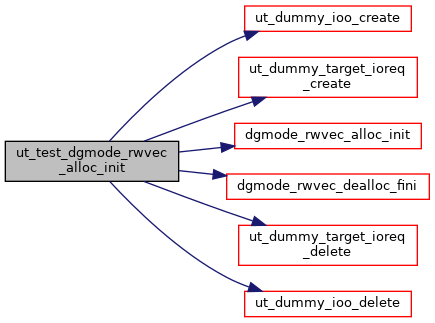 ut_dummy_ioo_create
ut_dummy_target_ioreq
_create
dgmode_rwvec_alloc_init
ut_test_dgmode_rwvec
_alloc_init
dgmode_rwvec_dealloc_fini
ut_dummy_target_ioreq
_delete
ut_dummy_ioo_delete